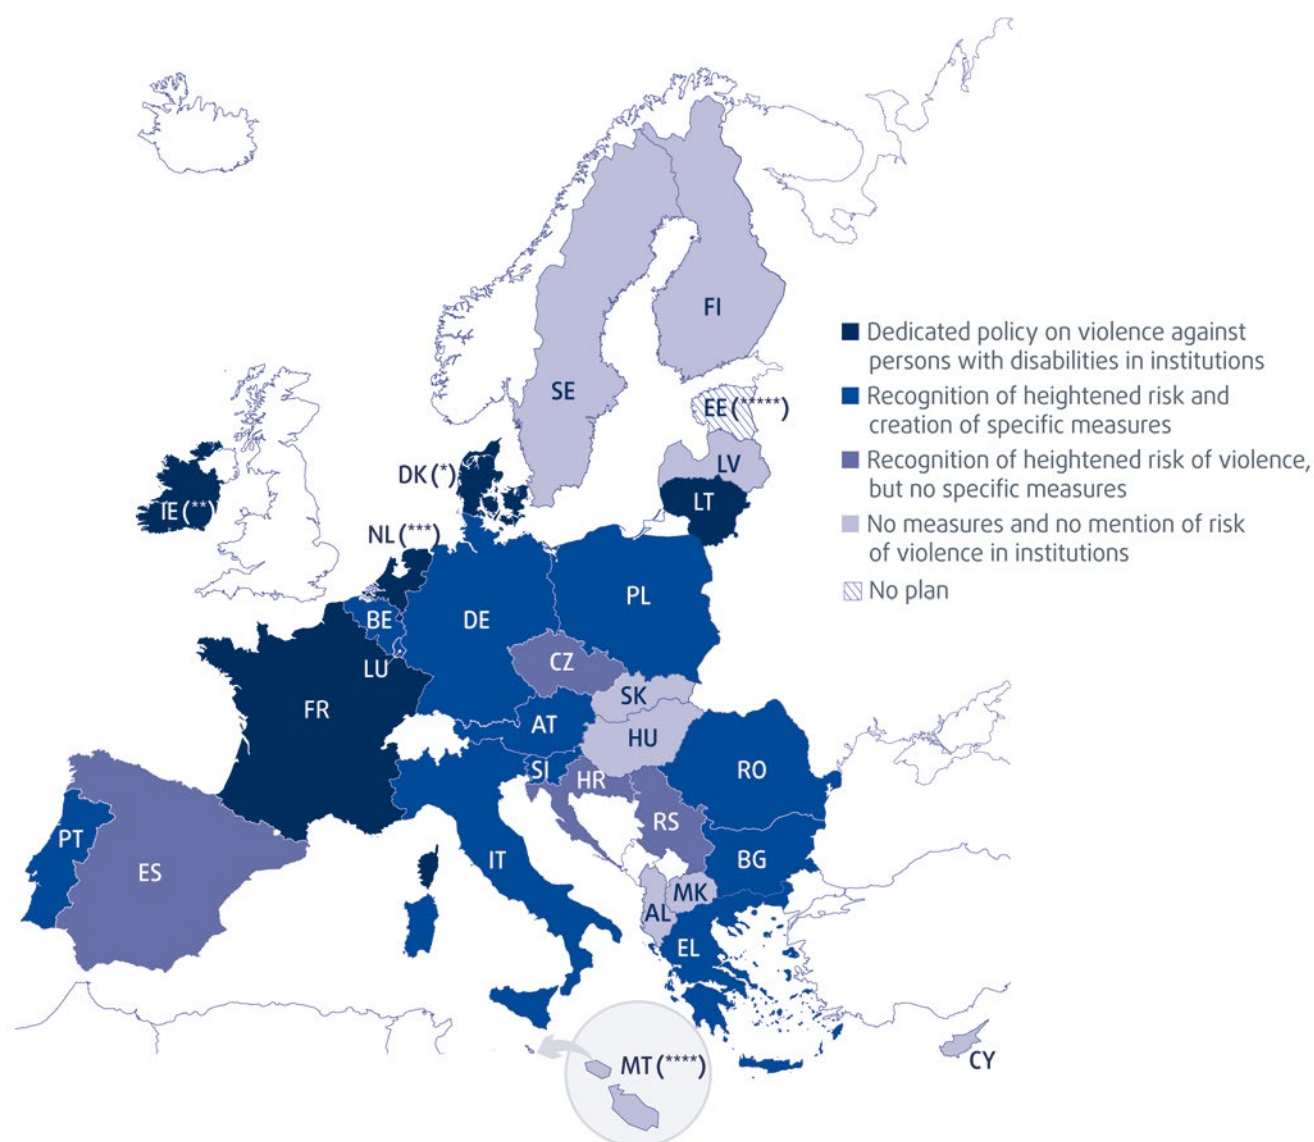 FI
SE
EE (*****)
LV
DK (*)
LT
IE (**)
NL (***)
PL
BE
DE
LU
CZ
FR
SK
AT
HU
SI
HR
RO
RS
PT
ES
IT
BG
MK
AL
EL
MT (****)
CY
Dedicated policy on violence against
persons with disabilities in institutions
Recognition of heightened risk and
creation of specific measures
Recognition of heightened risk of violence,
but no specific measures
No measures and no mention of risk
of violence in institutions
No plan